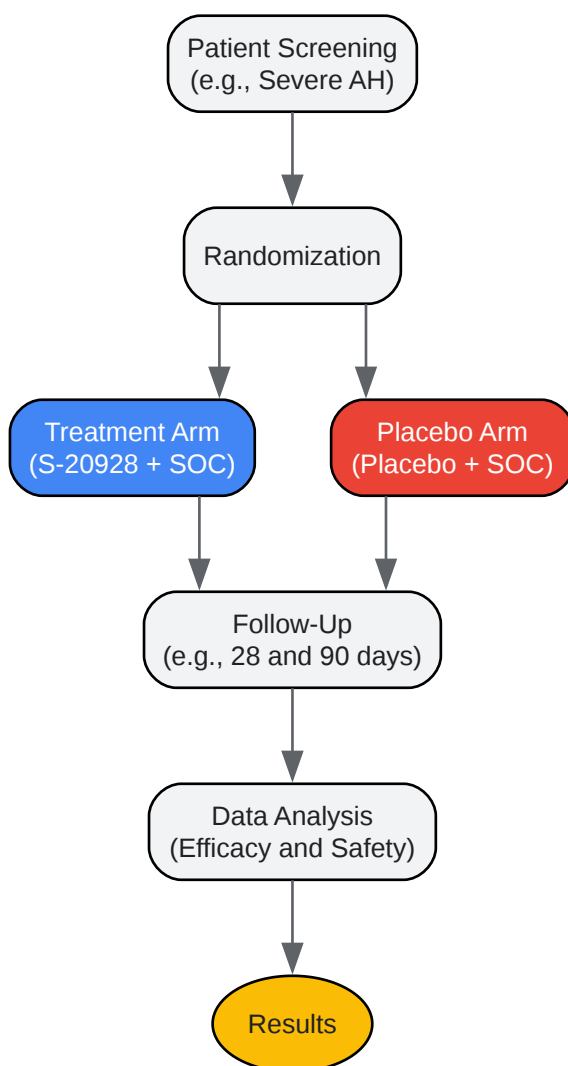 Patient Screening
(e.g., Severe AH)
Randomization
Treatment Arm
(S-20928 + SOC)
Placebo Arm
(Placebo + SOC)
Follow-Up
(e.g., 28 and 90 days)
Data Analysis
(Efficacy and Safety)
Results